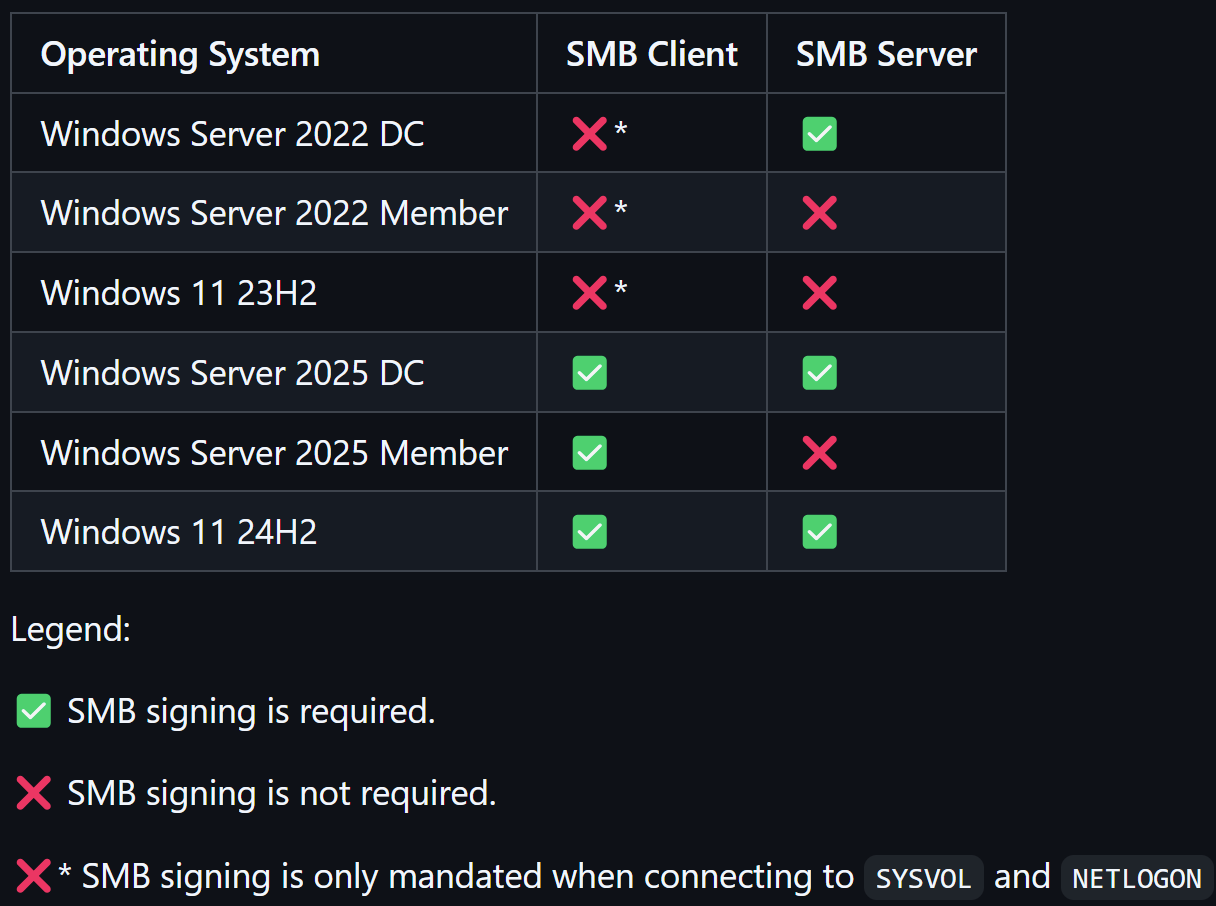 Operating System SMB Client SMB Server
Windows Server 2022 DC ❌* ✅
Windows Server 2022 Member ❌* ❌
Windows 11 23H2 ❌* ❌
Windows Server 2025 DC ✅ ✅
Windows Server 2025 Member ✅ ❌
Windows 11 24H2 ✅ ✅
Legend:
✅ SMB signing is required.
❌ SMB signing is not required.
❌* SMB signing is only mandated when connecting to SYSVOL and NETLOGON